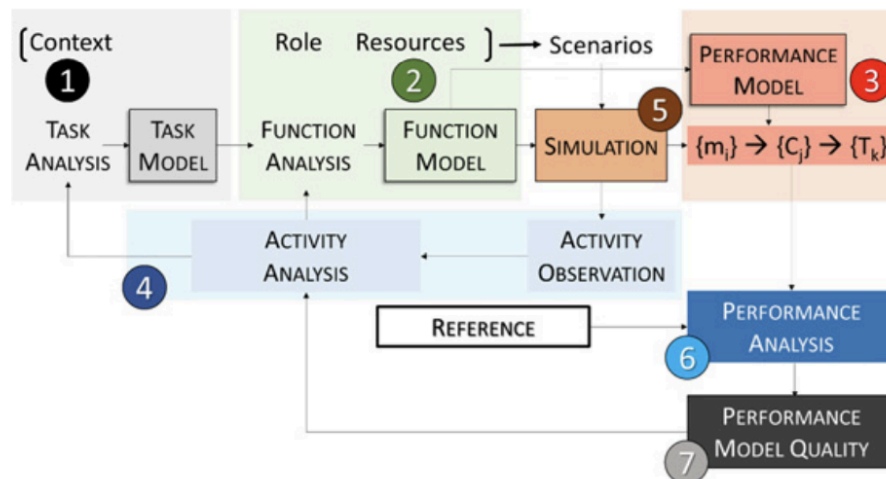 [Context Role Resources] → Scenarios
1
2
TASK
ANALYSIS
TASK
MODEL
FUNCTION
ANALYSIS
FUNCTION
MODEL
5
SIMULATION
PERFORMANCE
MODEL
3
{mi} → {Cj} → {Tk}
ACTIVITY
ANALYSIS
ACTIVITY
OBSERVATION
4
REFERENCE
PERFORMANCE
ANALYSIS
6
PERFORMANCE
MODEL QUALITY
7